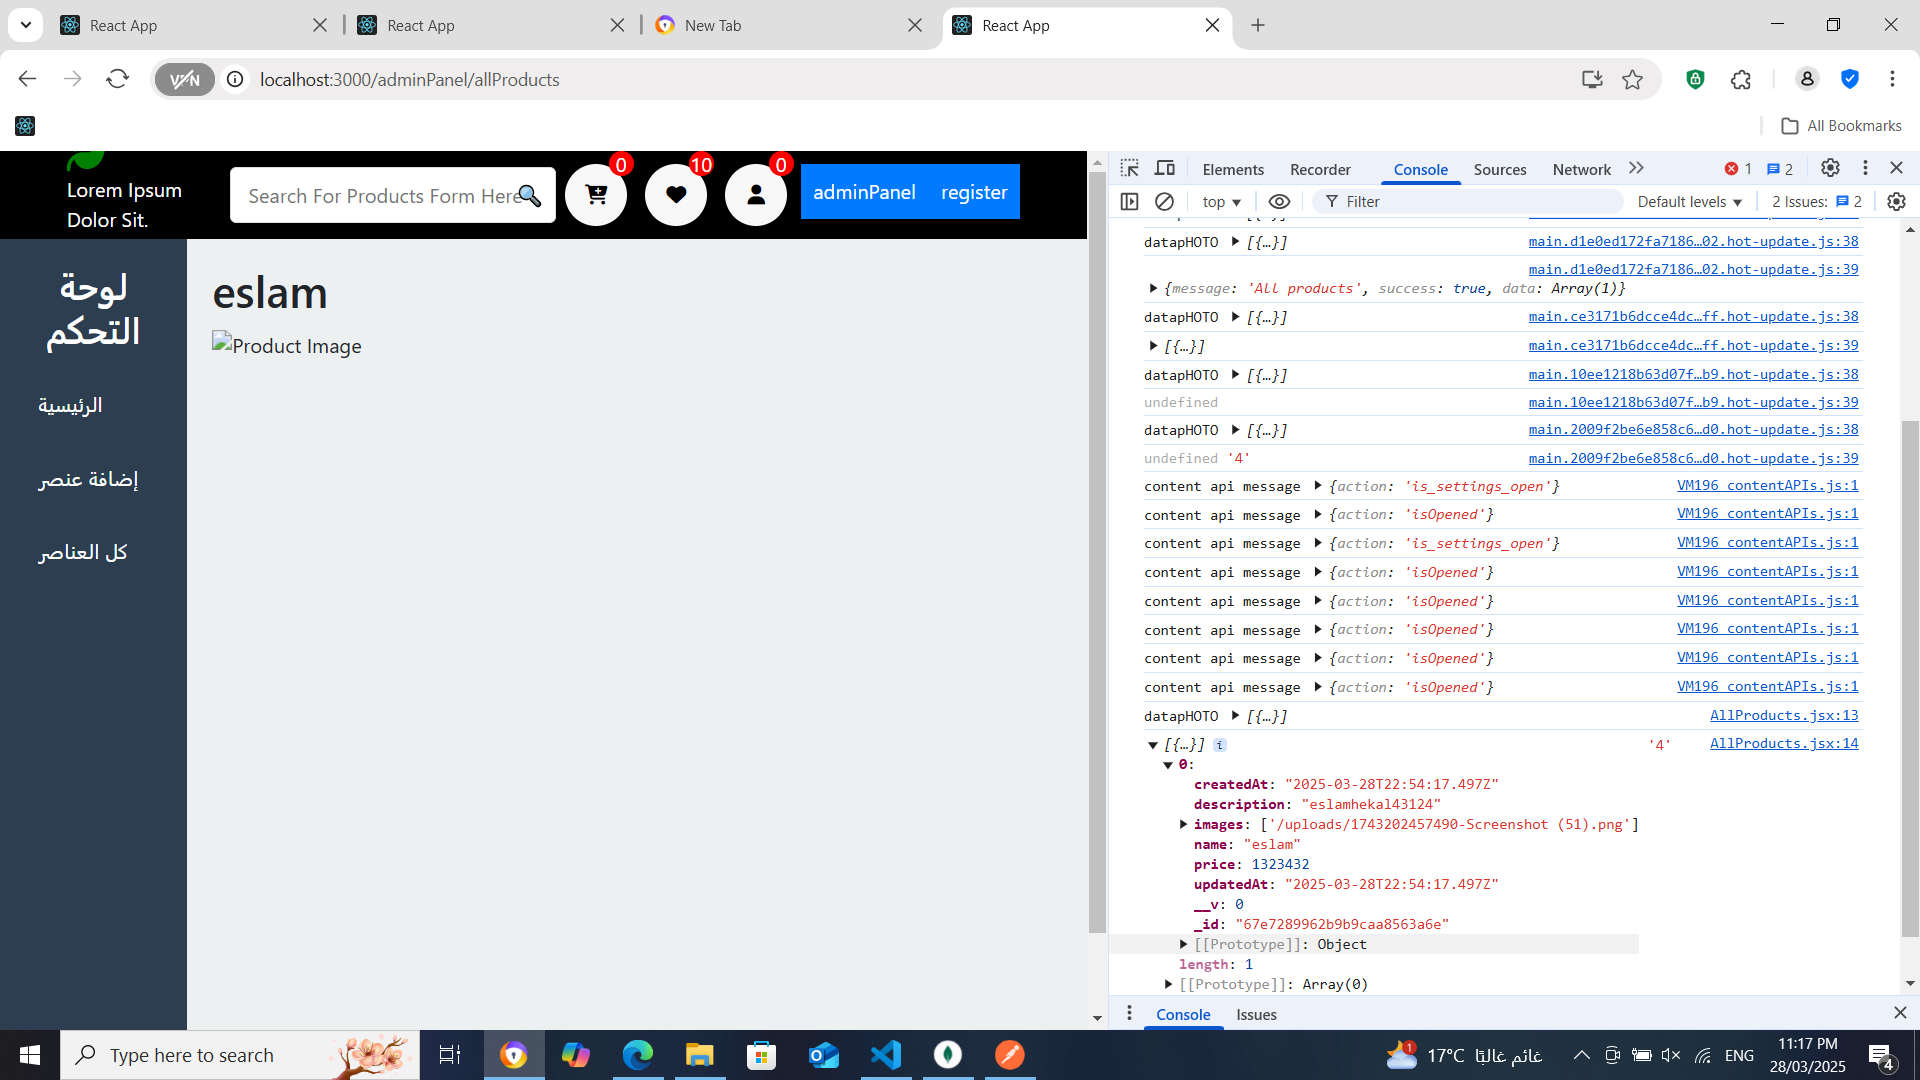 React App
React App
New Tab
React App
VPN
localhost:3000/adminPanel/allProducts
All Bookmarks
Lorem Ipsum
Dolor Sit.
Search For Products Form Here
0
10
0
adminPanel
register
لوحة
التحكم
الرئيسية
إضافة عنصر
كل العناصر
eslam
Product Image
Elements
Recorder
Console
Sources
Network
1
2
top
Filter
Default levels
2 Issues: 2
datapHOTO [{…}] main.d1e0ed172fa7186…02.hot-update.js:38
main.d1e0ed172fa7186…02.hot-update.js:39
{message: 'All products', success: true, data: Array(1)}
datapHOTO [{…}] main.ce3171b6dcce4dc…ff.hot-update.js:38
[{…}] main.ce3171b6dcce4dc…ff.hot-update.js:39
datapHOTO [{…}] main.10ee1218b63d07f…b9.hot-update.js:38
undefined main.10ee1218b63d07f…b9.hot-update.js:39
datapHOTO [{…}] main.2009f2be6e858c6…d0.hot-update.js:38
undefined '4' main.2009f2be6e858c6…d0.hot-update.js:39
content api message {action: 'is_settings_open'} VM196 contentAPIs.js:1
content api message {action: 'isOpened'} VM196 contentAPIs.js:1
content api message {action: 'is_settings_open'} VM196 contentAPIs.js:1
content api message {action: 'isOpened'} VM196 contentAPIs.js:1
content api message {action: 'isOpened'} VM196 contentAPIs.js:1
content api message {action: 'isOpened'} VM196 contentAPIs.js:1
content api message {action: 'isOpened'} VM196 contentAPIs.js:1
content api message {action: 'isOpened'} VM196 contentAPIs.js:1
datapHOTO [{…}] AllProducts.jsx:13
[{…}] i '4' AllProducts.jsx:14
0:
createdAt: "2025-03-28T22:54:17.497Z"
description: "eslamhekal43124"
images: ['/uploads/1743202457490-Screenshot (51).png']
name: "eslam"
price: 1323432
updatedAt: "2025-03-28T22:54:17.497Z"
__v: 0
_id: "67e7289962b9b9caa8563a6e"
[[Prototype]]: Object
length: 1
[[Prototype]]: Array(0)
Console
Issues
Type here to search
1
17°C غائم غالبًا
ENG
11:17 PM
28/03/2025
4